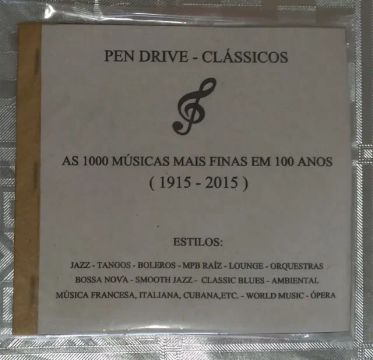 PEN DRIVE - CLÁSSICOS
AS 1000 MÚSICAS MAIS FINAS EM 100 ANOS
( 1915 - 2015 )
ESTILOS:
JAZZ - TANGOS - BOLEROS - MPB RAÍZ - LOUNGE - ORQUESTRAS
BOSSA NOVA - SMOOTH JAZZ - CLASSIC BLUES - AMBIENTAL
MÚSICA FRANCESA, ITALIANA, CUBANA,ETC. - WORLD MUSIC - ÓPERA